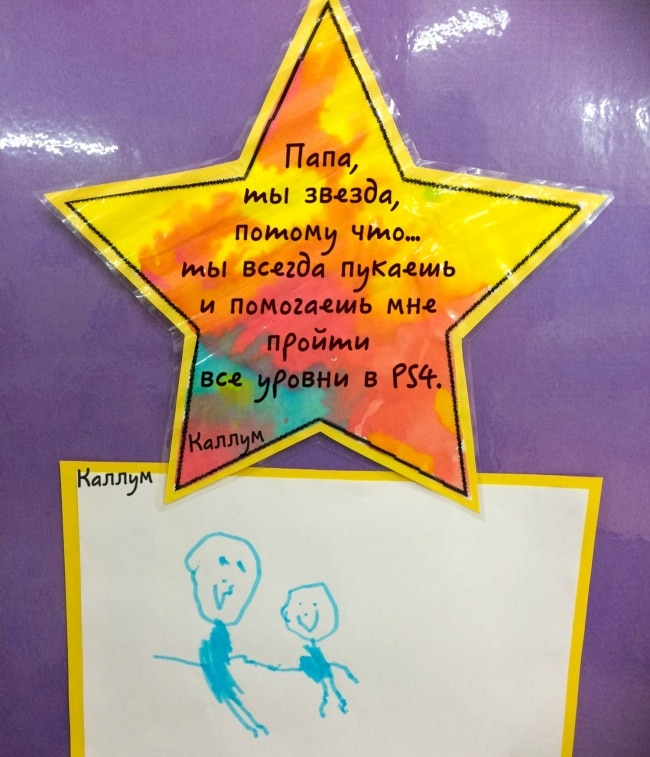 Папа,
ты звезда,
потому что...
ты всегда пукаешь
и помогаешь мне
пройти
все уровни в PS4.
Каллум
Каллум